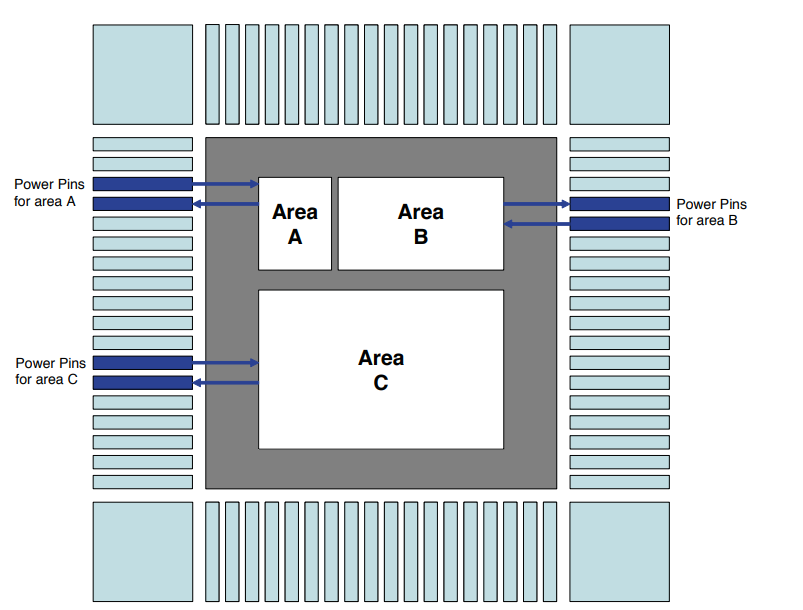 Power Pins
for area A
Area
A
Area
B
Power Pins
for area B
Power Pins
for area C
Area
C